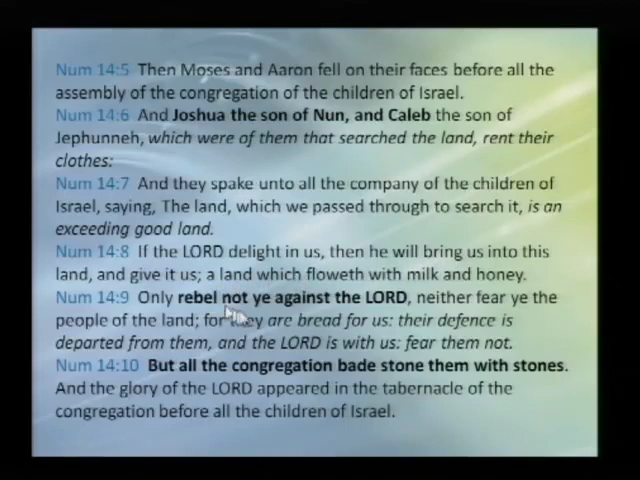 Num 14:5 Then Moses and Aaron fell on their faces before all the
assembly of the congregation of the children of Israel.
Num 14:6 And Joshua the son of Nun, and Caleb the son of
Jephunneh, which were of them that searched the land, rent their
clothes:
Num 14:7 And they spake unto all the company of the children of
Israel, saying, The land, which we passed through to search it, is an
exceeding good land.
Num 14:8 If the LORD delight in us, then he will bring us into this
land, and give it us; a land which floweth with milk and honey.
Num 14:9 Only rebel not ye against the LORD, neither fear ye the
people of the land; for they are bread for us: their defence is
departed from them, and the LORD is with us: fear them not.
Num 14:10 But all the congregation bade stone them with stones.
And the glory of the LORD appeared in the tabernacle of the
congregation before all the children of Israel.